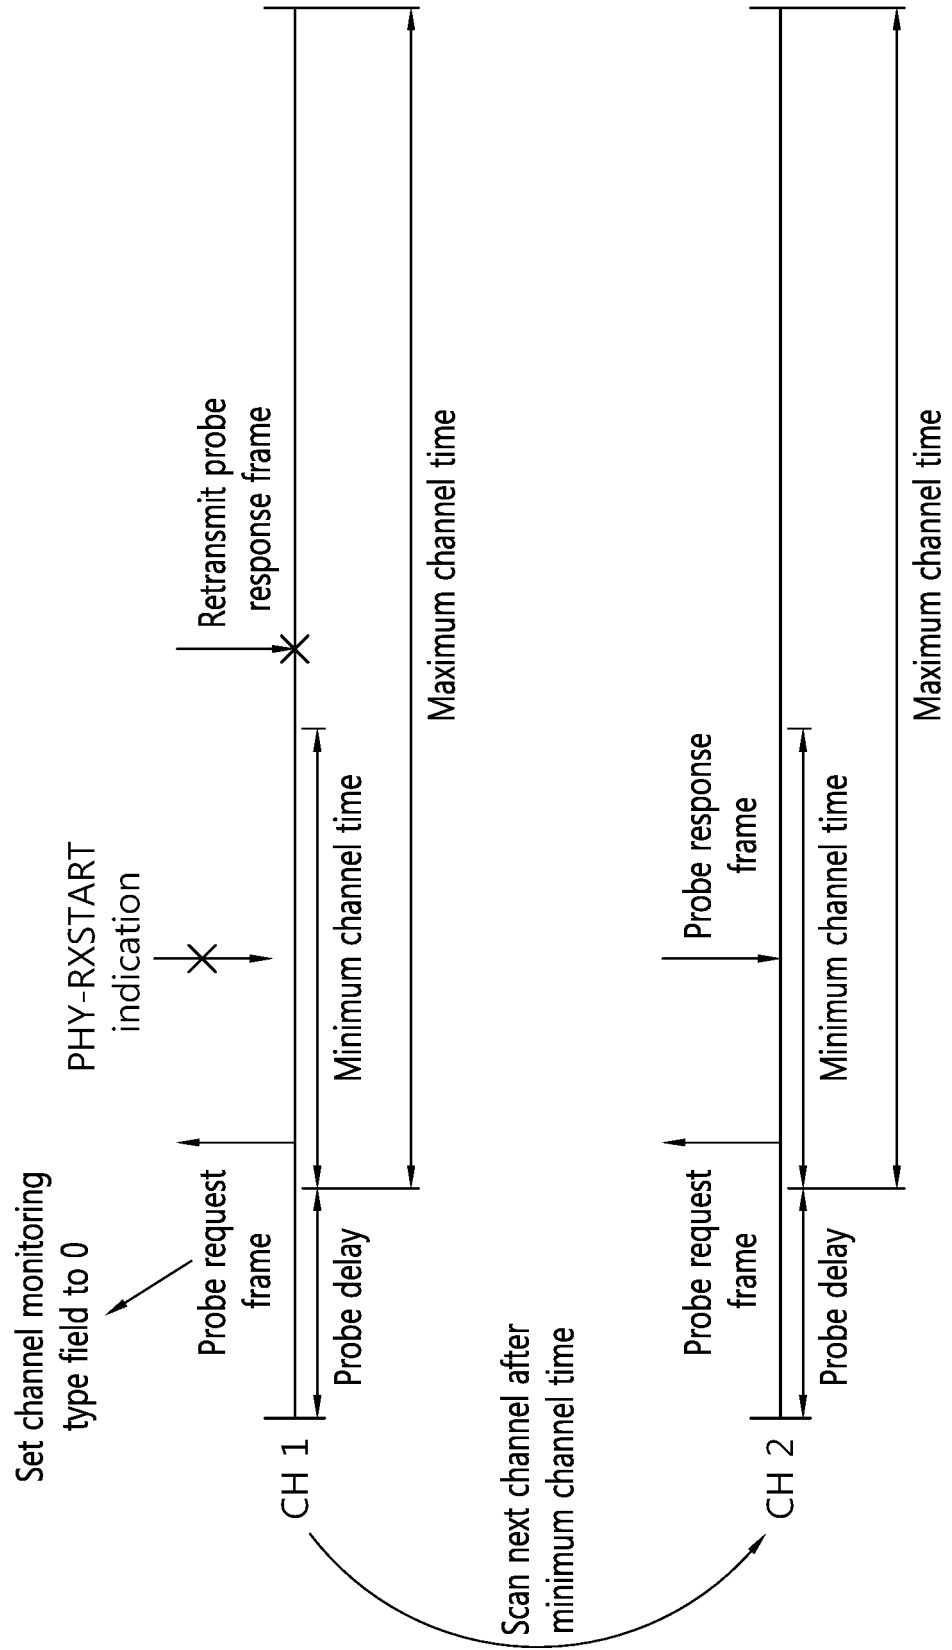 Set channel monitoring
type field to 0
PHY-RXSTART
indication
Probe request
frame
Retransmit probe
response frame
CH 1
Probe delay
Minimum channel time
Maximum channel time
Scan next channel after
minimum channel time
Probe request
frame
Probe response
frame
CH 2
Probe delay
Minimum channel time
Maximum channel time